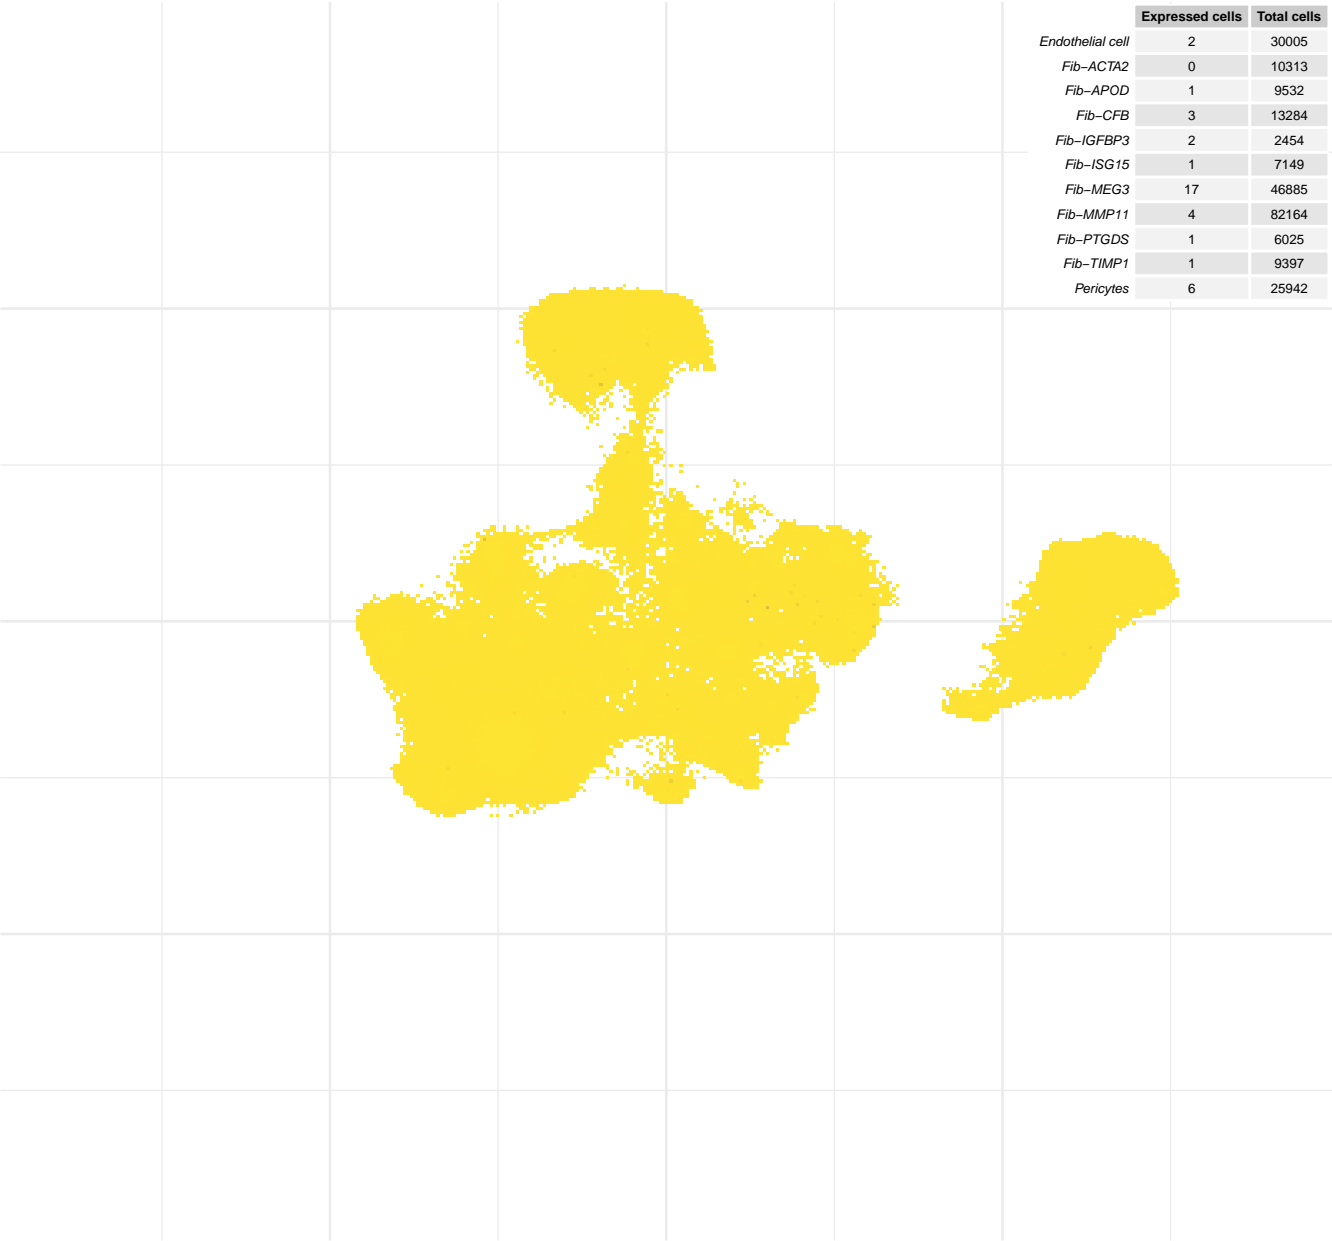 Expressed cells Total cells
Endothelial cell 2 30005
Fib−ACTA2 0 10313
Fib−APOD 1 9532
Fib−CFB 3 13284
Fib−IGFBP3 2 2454
Fib−ISG15 1 7149
Fib−MEG3 17 46885
Fib−MMP11 4 82164
Fib−PTGDS 1 6025
Fib−TIMP1 1 9397
Pericytes 6 25942